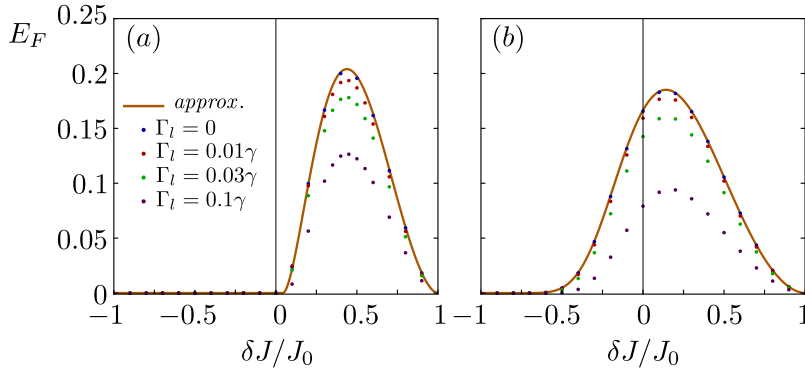 E_F
0.25
0.2
0.15
0.1
0.05
0
(a)
approx.
Γ_l = 0
Γ_l = 0.01γ
Γ_l = 0.03γ
Γ_l = 0.1γ
−1 −0.5 0 0.5 1
δJ/J_0
(b)
−1 −0.5 0 0.5 1
δJ/J_0